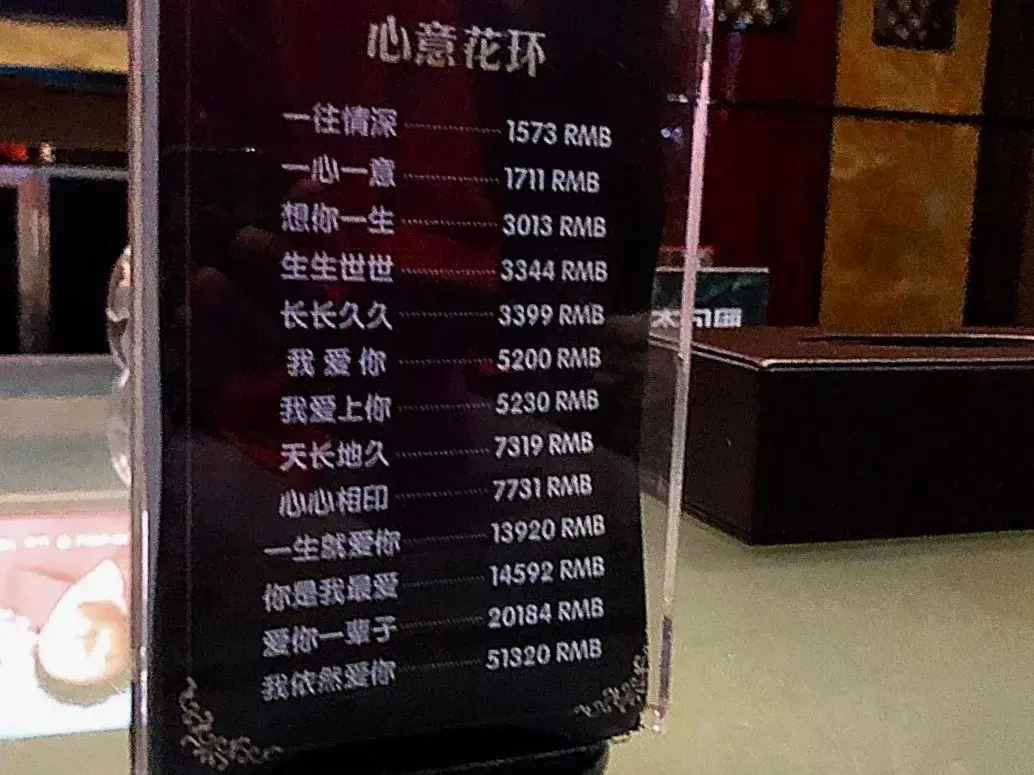 心意花环
一往情深 1573 RMB
一心一意 1711 RMB
想你一生 3013 RMB
生生世世 3344 RMB
长长久久 3399 RMB
我爱你 5200 RMB
我爱上你 5230 RMB
天长地久 7319 RMB
心心相印 7731 RMB
一生就爱你 13920 RMB
你是我最爱 14592 RMB
爱你一辈子 20184 RMB
我依然爱你 51320 RMB